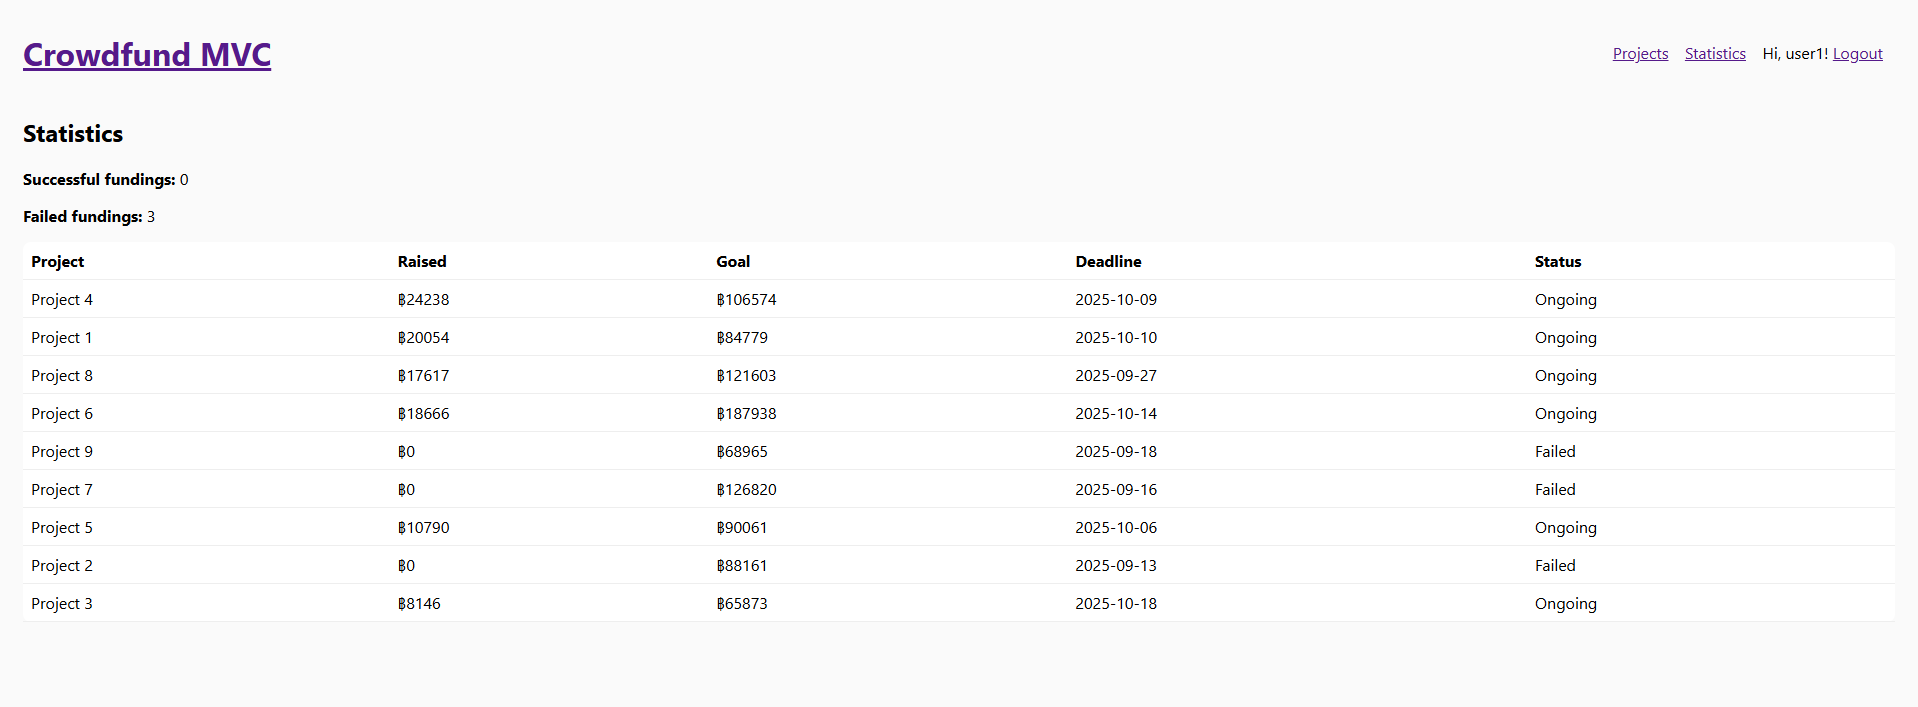 Crowdfund MVC
Projects Statistics Hi, user1! Logout
Statistics
Successful fundings: 0
Failed fundings: 3
Project Raised Goal Deadline Status
Project 4 ฿24238 ฿106574 2025-10-09 Ongoing
Project 1 ฿20054 ฿84779 2025-10-10 Ongoing
Project 8 ฿17617 ฿121603 2025-09-27 Ongoing
Project 6 ฿18666 ฿187938 2025-10-14 Ongoing
Project 9 ฿0 ฿68965 2025-09-18 Failed
Project 7 ฿0 ฿126820 2025-09-16 Failed
Project 5 ฿10790 ฿90061 2025-10-06 Ongoing
Project 2 ฿0 ฿88161 2025-09-13 Failed
Project 3 ฿8146 ฿65873 2025-10-18 Ongoing